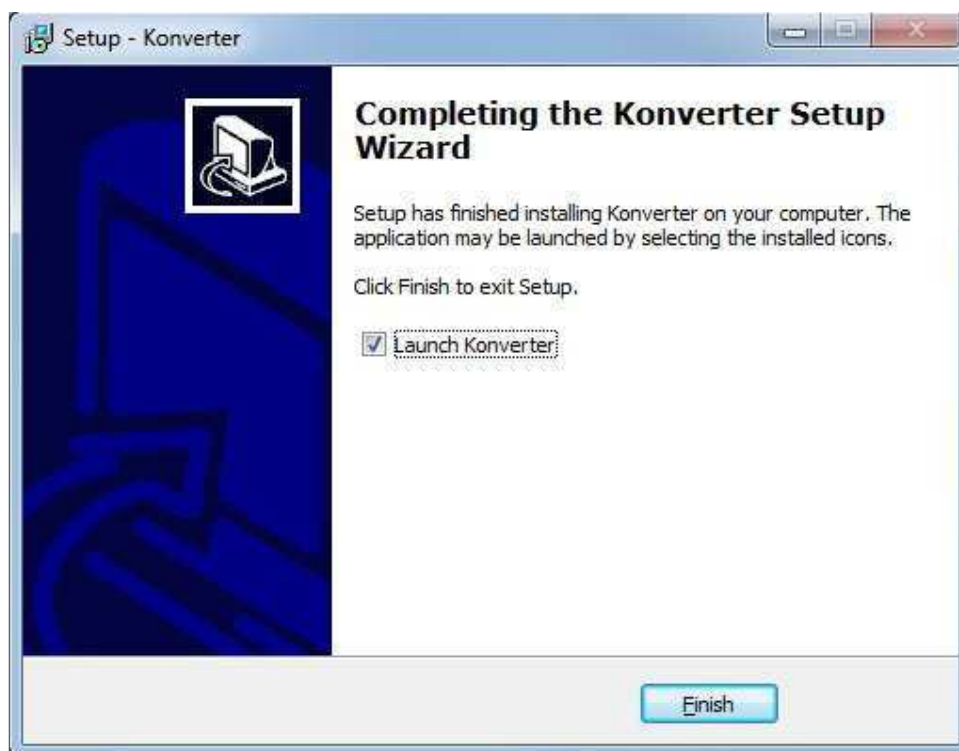 Setup - Konverter
Completing the Konverter Setup
Wizard
Setup has finished installing Konverter on your computer. The
application may be launched by selecting the installed icons.
Click Finish to exit Setup.
Launch Konverter
Finish